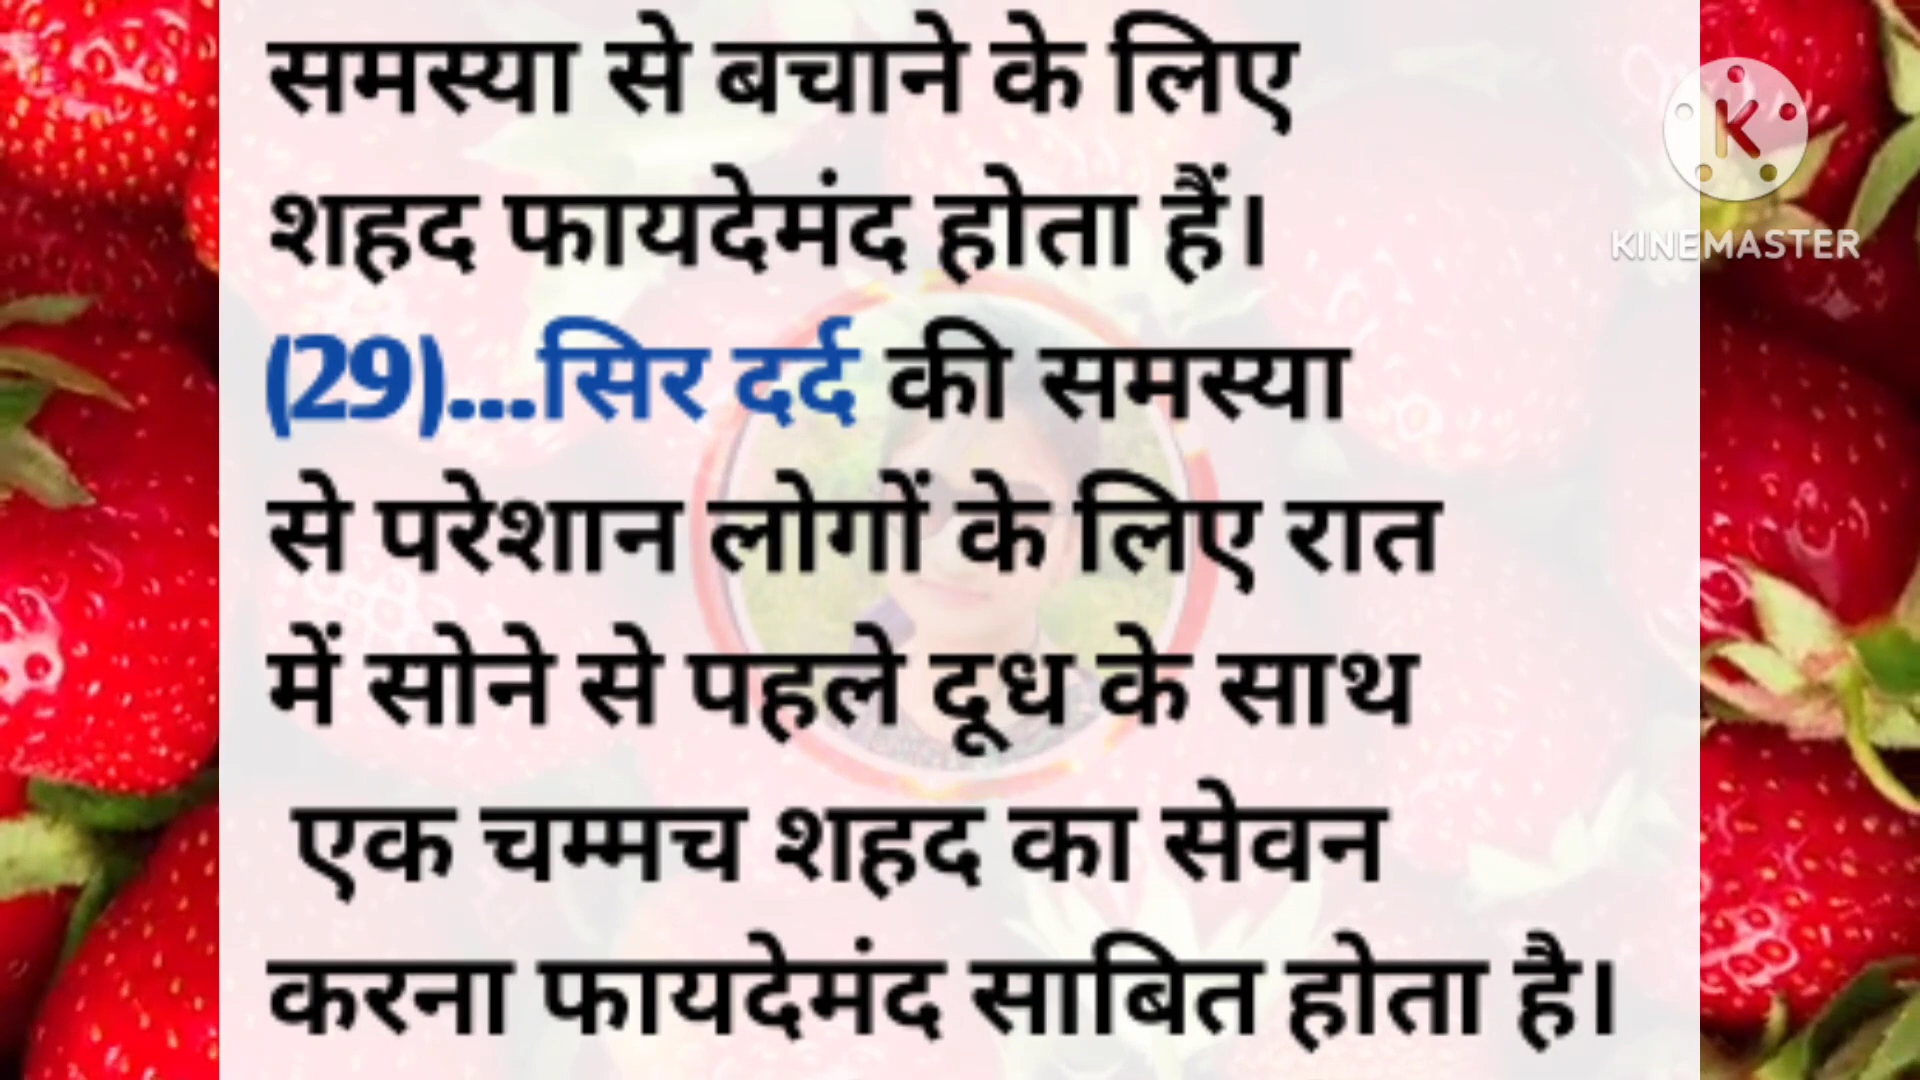 समस्या से बचाने के लिए
शहद फायदेमंद होता हैं।
(29)...सिर दर्द की समस्या
से परेशान लोगों के लिए रात
में सोने से पहले दूध के साथ
एक चम्मच शहद का सेवन
करना फायदेमंद साबित होता है।
K
KINEMASTER